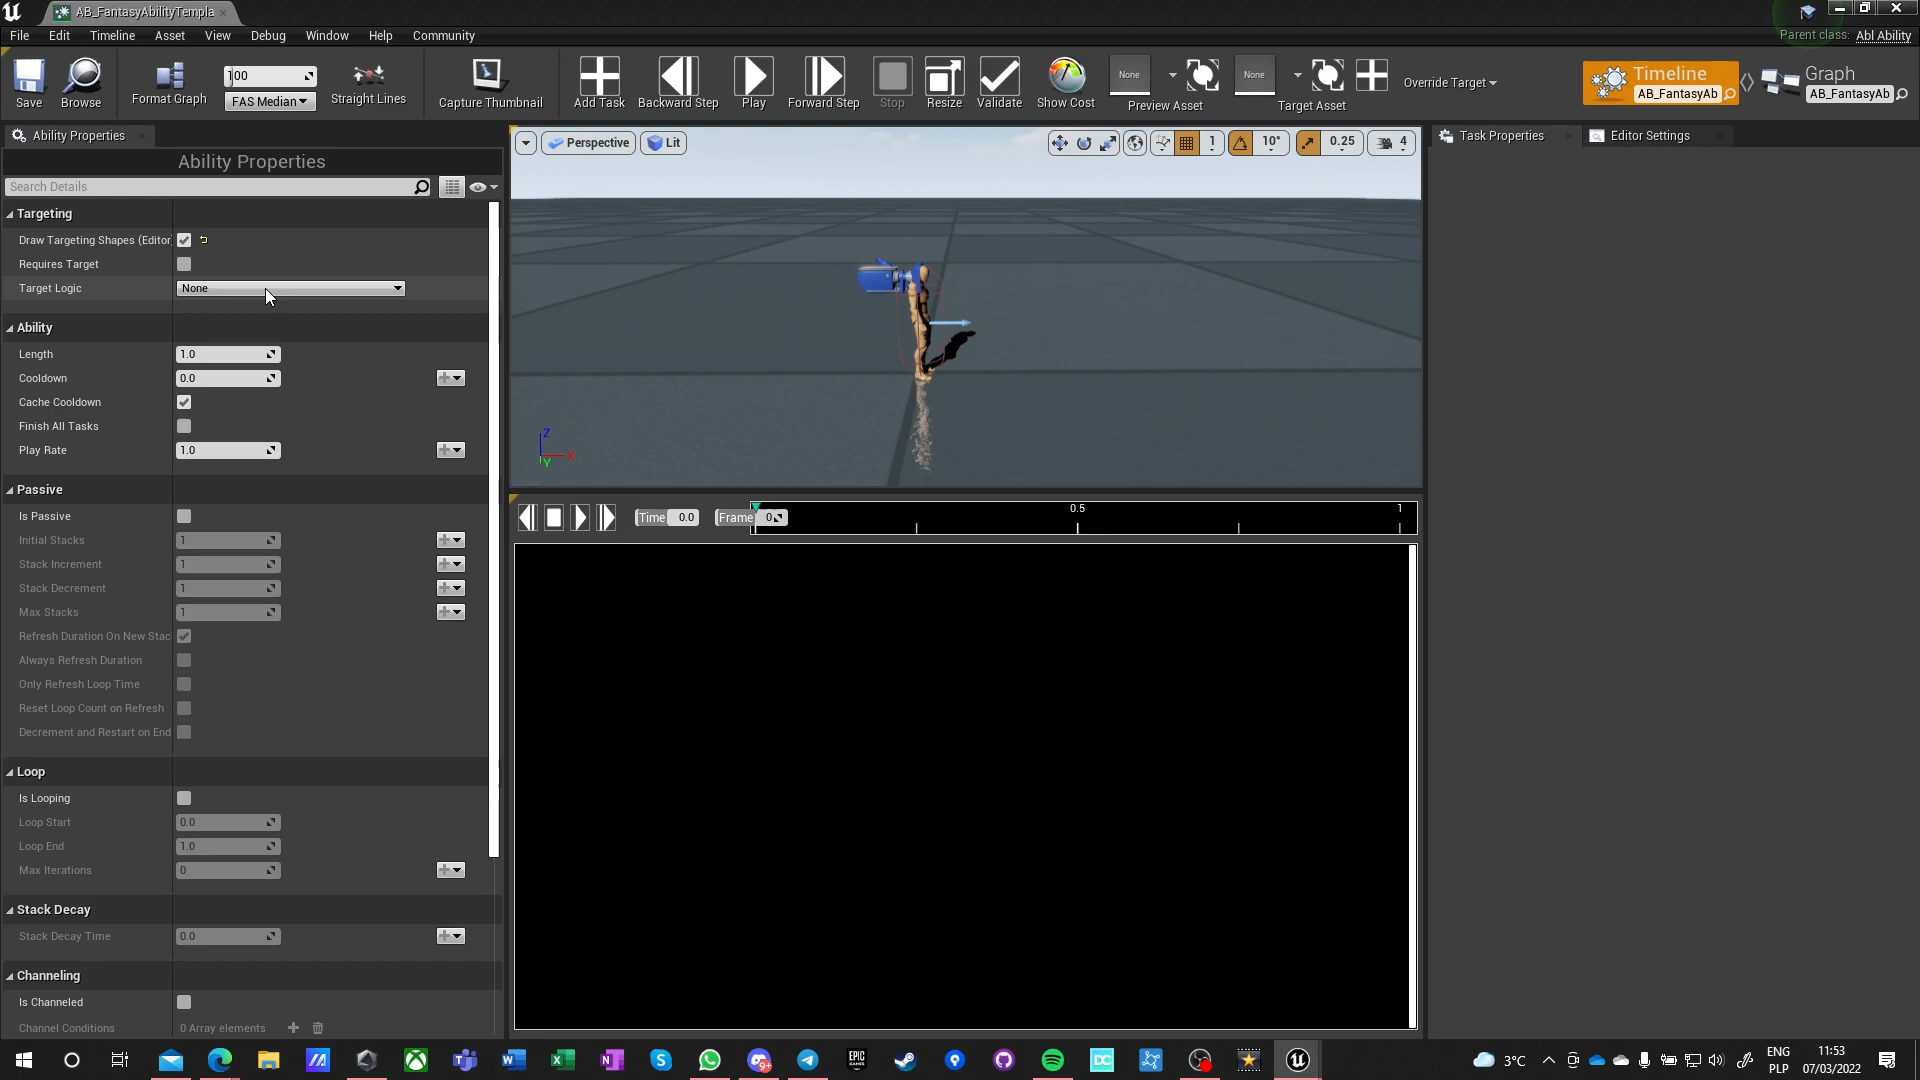 AB_FantasyAbilityTempla
File Edit Timeline Asset View Debug Window Help Community
Parent class: Abl Ability
Save
Browse
Format Graph
100
FAS Median
Straight Lines
Capture Thumbnail
Add Task
Backward Step
Play
Forward Step
Stop
Resize
Validate
Show Cost
None
Preview Asset
None
Target Asset
Override Target
Timeline
AB_FantasyAb
Graph
AB_FantasyAb
Ability Properties
Ability Properties
Search Details
Targeting
Draw Targeting Shapes (Editor
Requires Target
Target Logic None
Ability
Length 1.0
Cooldown 0.0
Cache Cooldown
Finish All Tasks
Play Rate 1.0
Passive
Is Passive
Initial Stacks 1
Stack Increment 1
Stack Decrement 1
Max Stacks 1
Refresh Duration On New Stac
Always Refresh Duration
Only Refresh Loop Time
Reset Loop Count on Refresh
Decrement and Restart on End
Loop
Is Looping
Loop Start 0.0
Loop End 1.0
Max Iterations 0
Stack Decay
Stack Decay Time 0.0
Channeling
Is Channeled
Channel Conditions 0 Array elements
Perspective Lit
1 10° 0.25 4
Z
X
Y
Time 0.0 Frame 0
0.5 1
Task Properties Editor Settings
9+
EPIC GAMES
DC
3°C
ENG
PLP
11:53
07/03/2022